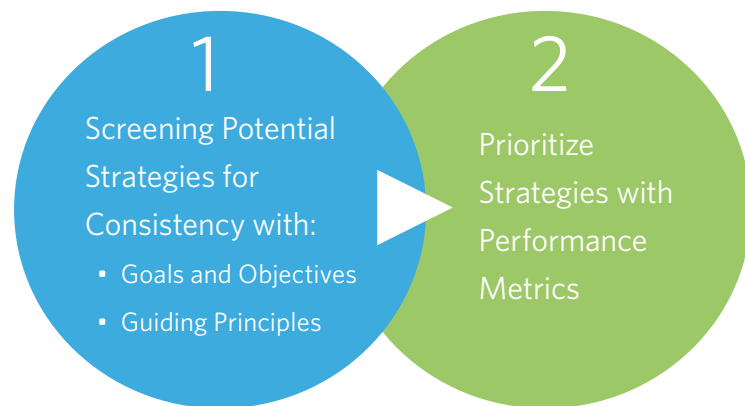 1
Screening Potential
Strategies for
Consistency with:
• Goals and Objectives
• Guiding Principles
2
Prioritize
Strategies with
Performance
Metrics